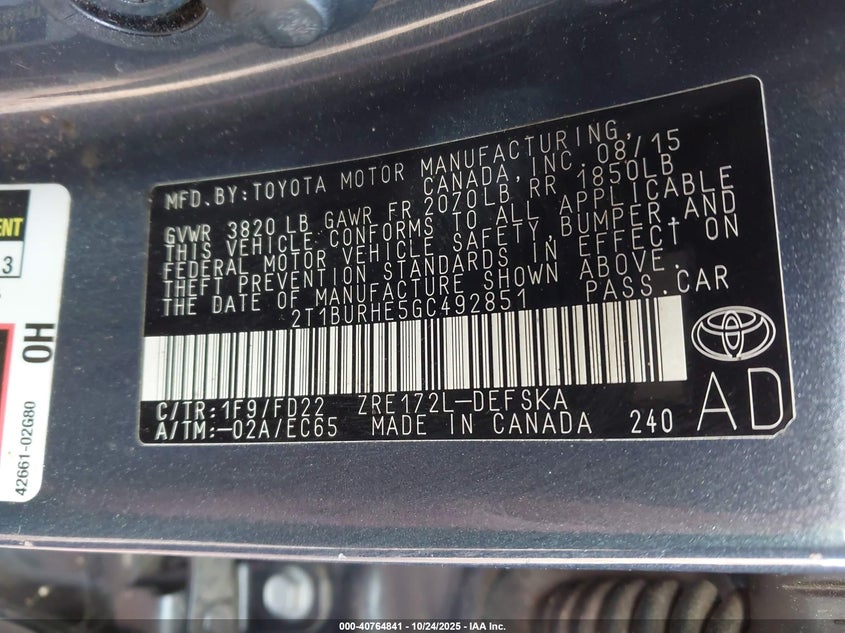 MFD.BY:TOYOTA MOTOR MANUFACTURING,
CANADA, INC. 08/15
GVWR 3820 LB GAWR FR 2070LB RR 1850LB
THIS VEHICLE CONFORMS TO ALL APPLICABLE
FEDERAL MOTOR VEHICLE SAFETY, BUMPER, AND
THEFT PREVENTION STANDARDS IN EFFECT ON
THE DATE OF MANUFACTURE SHOWN ABOVE.
2T1BURHE5GC492851 PASS.CAR
C/TR: 1F9/FD22 ZRE172L-DEFSKA
A/TM:-02A/EC65 MADE IN CANADA 240
AD
ENT
3
HO
42661-02G80
000-40764841 - 10/24/2025 - IAA Inc.